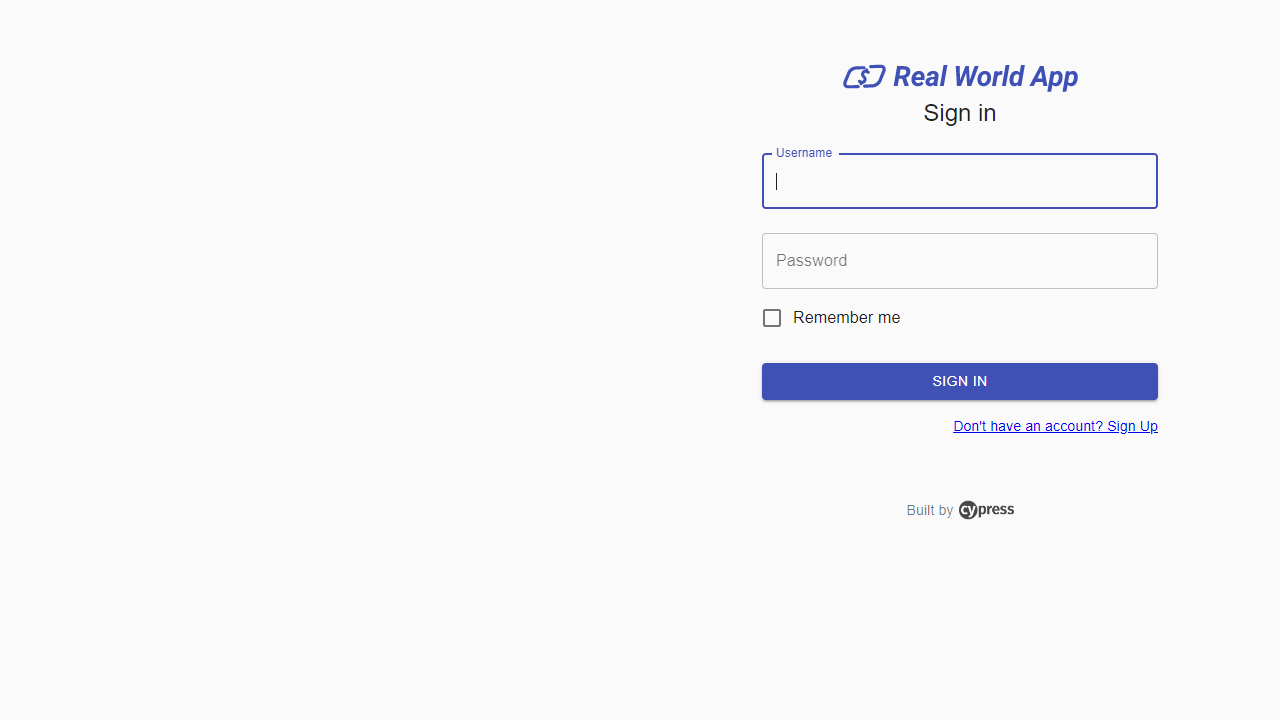 Real World App
Sign in
Username
Password
Remember me
SIGN IN
Don't have an account? Sign Up
Built by cypress